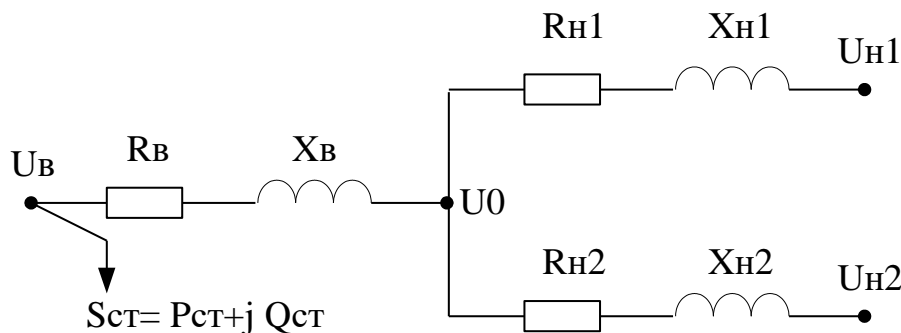 Rн1
Xн1
Uн1
Uв
Rв
Xв
U0
Rн2
Xн2
Uн2
Sст= Pст+j Qст